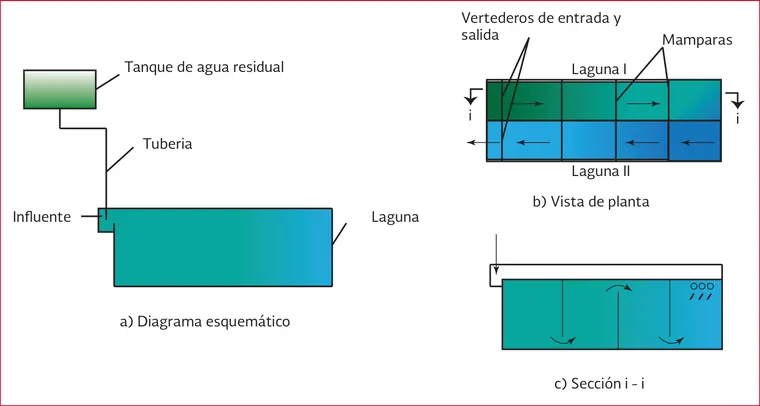 Tanque de agua residual
Tuberia
Influente
Laguna
a) Diagrama esquemático
Vertederos de entrada y
salida
Mamparas
Laguna I
i
i
Laguna II
b) Vista de planta
c) Sección i - i